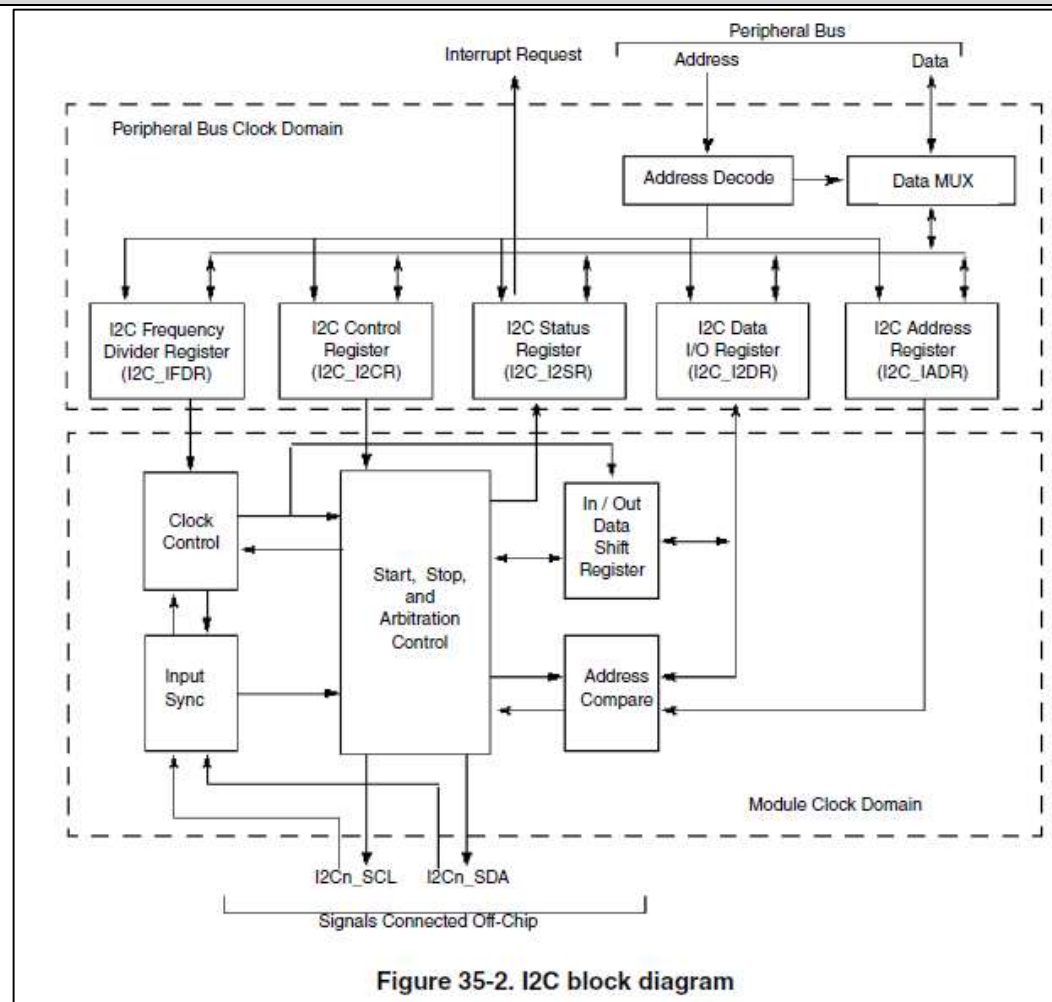 Peripheral Bus
Interrupt Request
Address
Data
Peripheral Bus Clock Domain
Address Decode
Data MUX
I2C Frequency
Divider Register
(I2C_IFDR)
I2C Control
Register
(I2C_I2CR)
I2C Status
Register
(I2C_I2SR)
I2C Data
I/O Register
(I2C_I2DR)
I2C Address
Register
(I2C_IADR)
Clock
Control
Start, Stop,
and
Arbitration
Control
In / Out
Data
Shift
Register
Input
Sync
Address
Compare
Module Clock Domain
I2Cn_SCL
I2Cn_SDA
Signals Connected Off-Chip
Figure 35-2. I2C block diagram